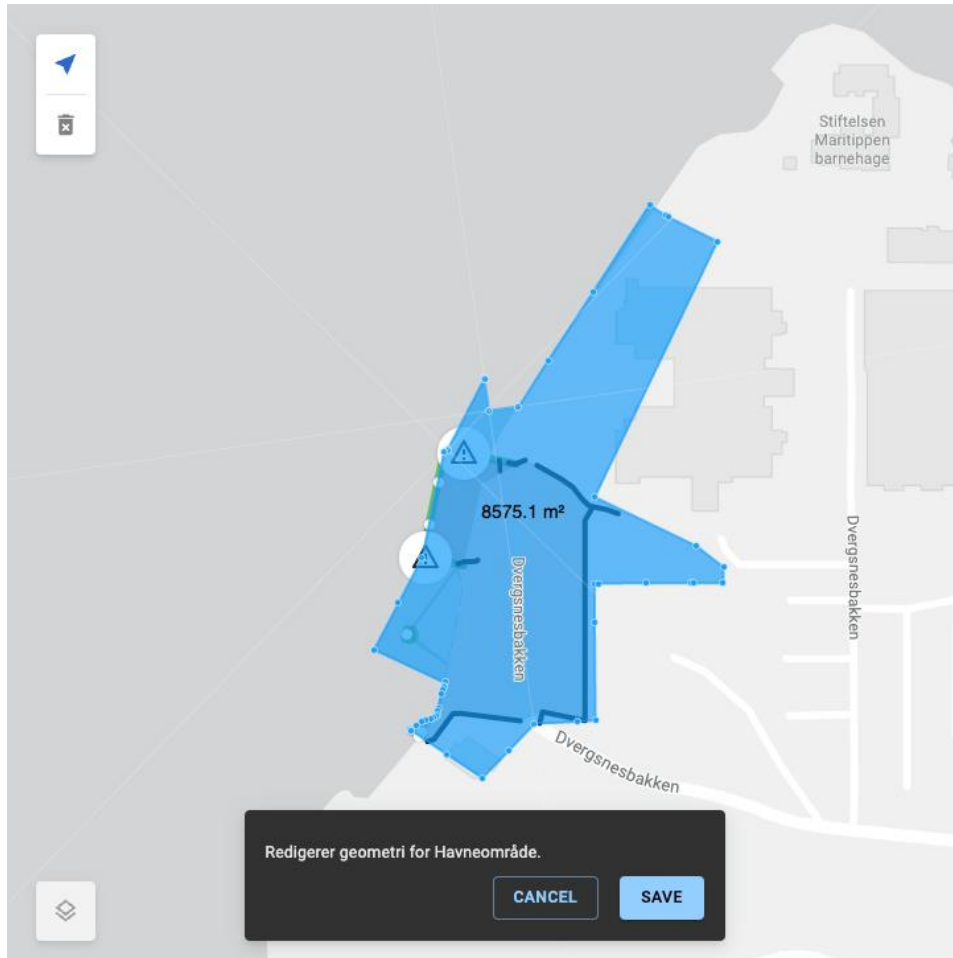 Stiftelsen
Maritippen
barnehage
8575.1 m²
Dvergsnesbakken
Dvergsnesbakken
Dvergsnesbakken
Redigerer geometri for Havneområde.
CANCEL
SAVE